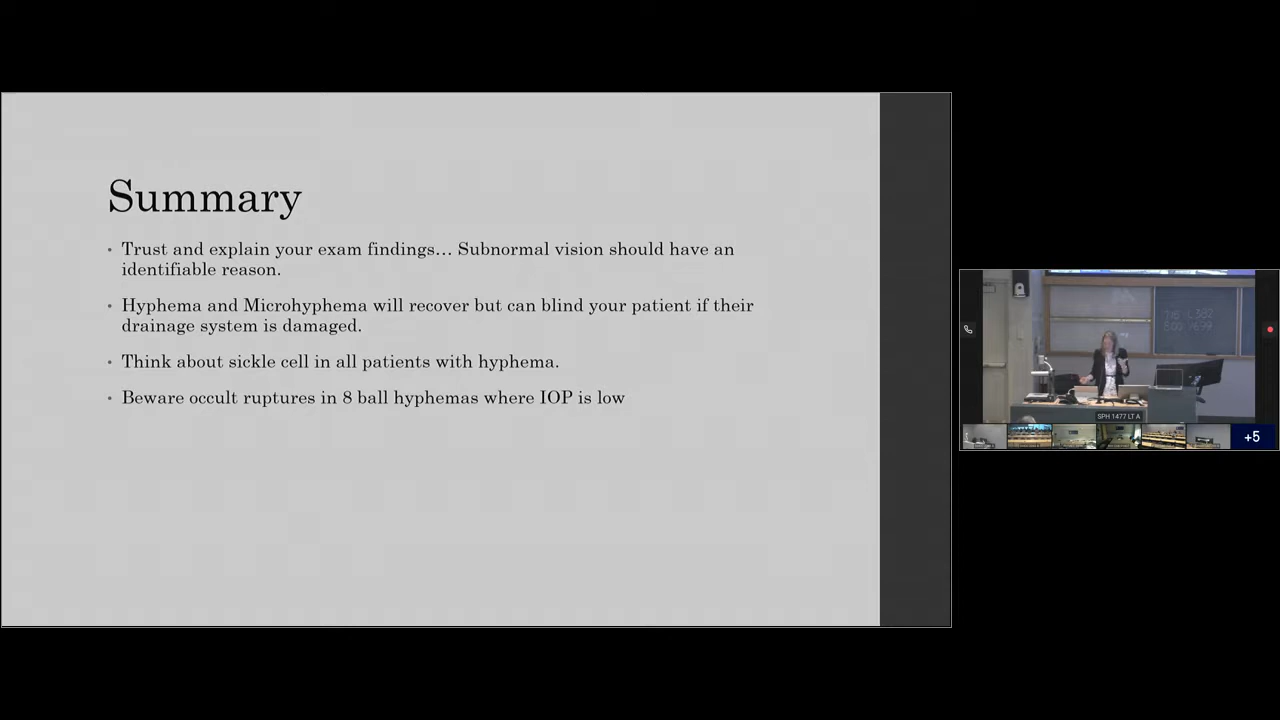 Summary
• Trust and explain your exam findings... Subnormal vision should have an
identifiable reason.
• Hyphema and Microhyphema will recover but can blind your patient if their
drainage system is damaged.
• Think about sickle cell in all patients with hyphema.
• Beware occult ruptures in 8 ball hyphemas where IOP is low
SPH 1477 LT A
+5